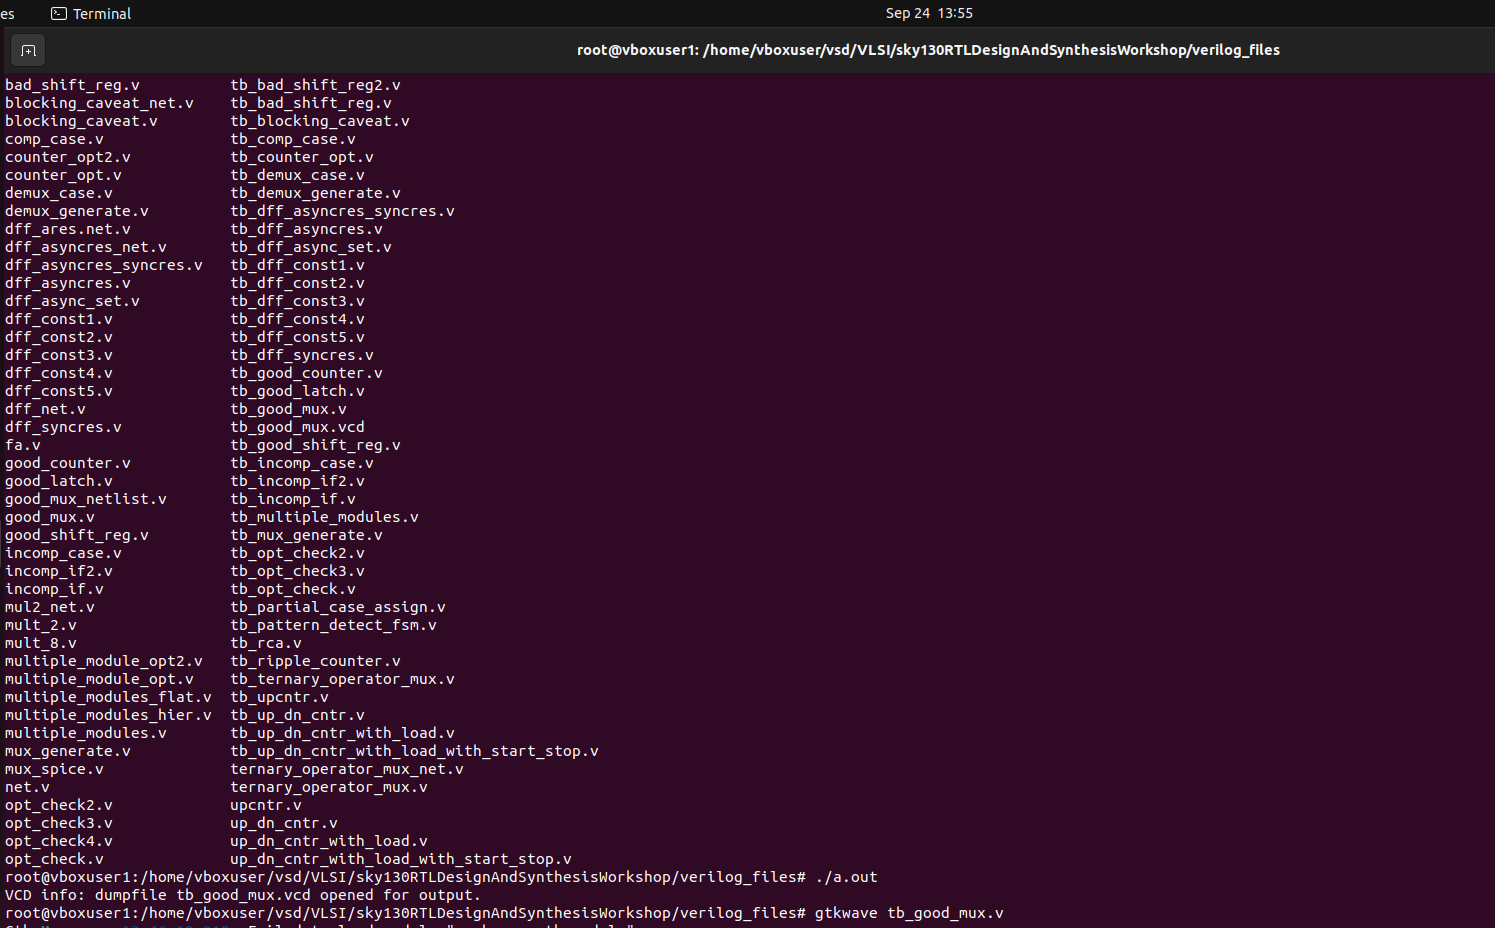 es Terminal Sep 24 13:55
root@vboxuser1: /home/vboxuser/vsd/VLSI/sky130RTLDesignAndSynthesisWorkshop/verilog_files
bad_shift_reg.v tb_bad_shift_reg2.v
blocking_caveat_net.v tb_bad_shift_reg.v
blocking_caveat.v tb_blocking_caveat.v
comp_case.v tb_comp_case.v
counter_opt2.v tb_counter_opt.v
counter_opt.v tb_demux_case.v
demux_case.v tb_demux_generate.v
demux_generate.v tb_dff_asyncres_syncres.v
dff_ares.net.v tb_dff_asyncres.v
dff_asyncres_net.v tb_dff_async_set.v
dff_asyncres_syncres.v tb_dff_const1.v
dff_asyncres.v tb_dff_const2.v
dff_async_set.v tb_dff_const3.v
dff_const1.v tb_dff_const4.v
dff_const2.v tb_dff_const5.v
dff_const3.v tb_dff_syncres.v
dff_const4.v tb_good_counter.v
dff_const5.v tb_good_latch.v
dff_net.v tb_good_mux.v
dff_syncres.v tb_good_mux.vcd
fa.v tb_good_shift_reg.v
good_counter.v tb_incomp_case.v
good_latch.v tb_incomp_if2.v
good_mux_netlist.v tb_incomp_if.v
good_mux.v tb_multiple_modules.v
good_shift_reg.v tb_mux_generate.v
incomp_case.v tb_opt_check2.v
incomp_if2.v tb_opt_check3.v
incomp_if.v tb_opt_check.v
mul2_net.v tb_partial_case_assign.v
mult_2.v tb_pattern_detect_fsm.v
mult_8.v tb_rca.v
multiple_module_opt2.v tb_ripple_counter.v
multiple_module_opt.v tb_ternary_operator_mux.v
multiple_modules_flat.v tb_upcntr.v
multiple_modules_hier.v tb_up_dn_cntr.v
multiple_modules.v tb_up_dn_cntr_with_load.v
mux_generate.v tb_up_dn_cntr_with_load_with_start_stop.v
mux_spice.v ternary_operator_mux_net.v
net.v ternary_operator_mux.v
opt_check2.v upcntr.v
opt_check3.v up_dn_cntr.v
opt_check4.v up_dn_cntr_with_load.v
opt_check.v up_dn_cntr_with_load_with_start_stop.v
root@vboxuser1:/home/vboxuser/vsd/VLSI/sky130RTLDesignAndSynthesisWorkshop/verilog_files# ./a.out
VCD info: dumpfile tb_good_mux.vcd opened for output.
root@vboxuser1:/home/vboxuser/vsd/VLSI/sky130RTLDesignAndSynthesisWorkshop/verilog_files# gtkwave tb_good_mux.v